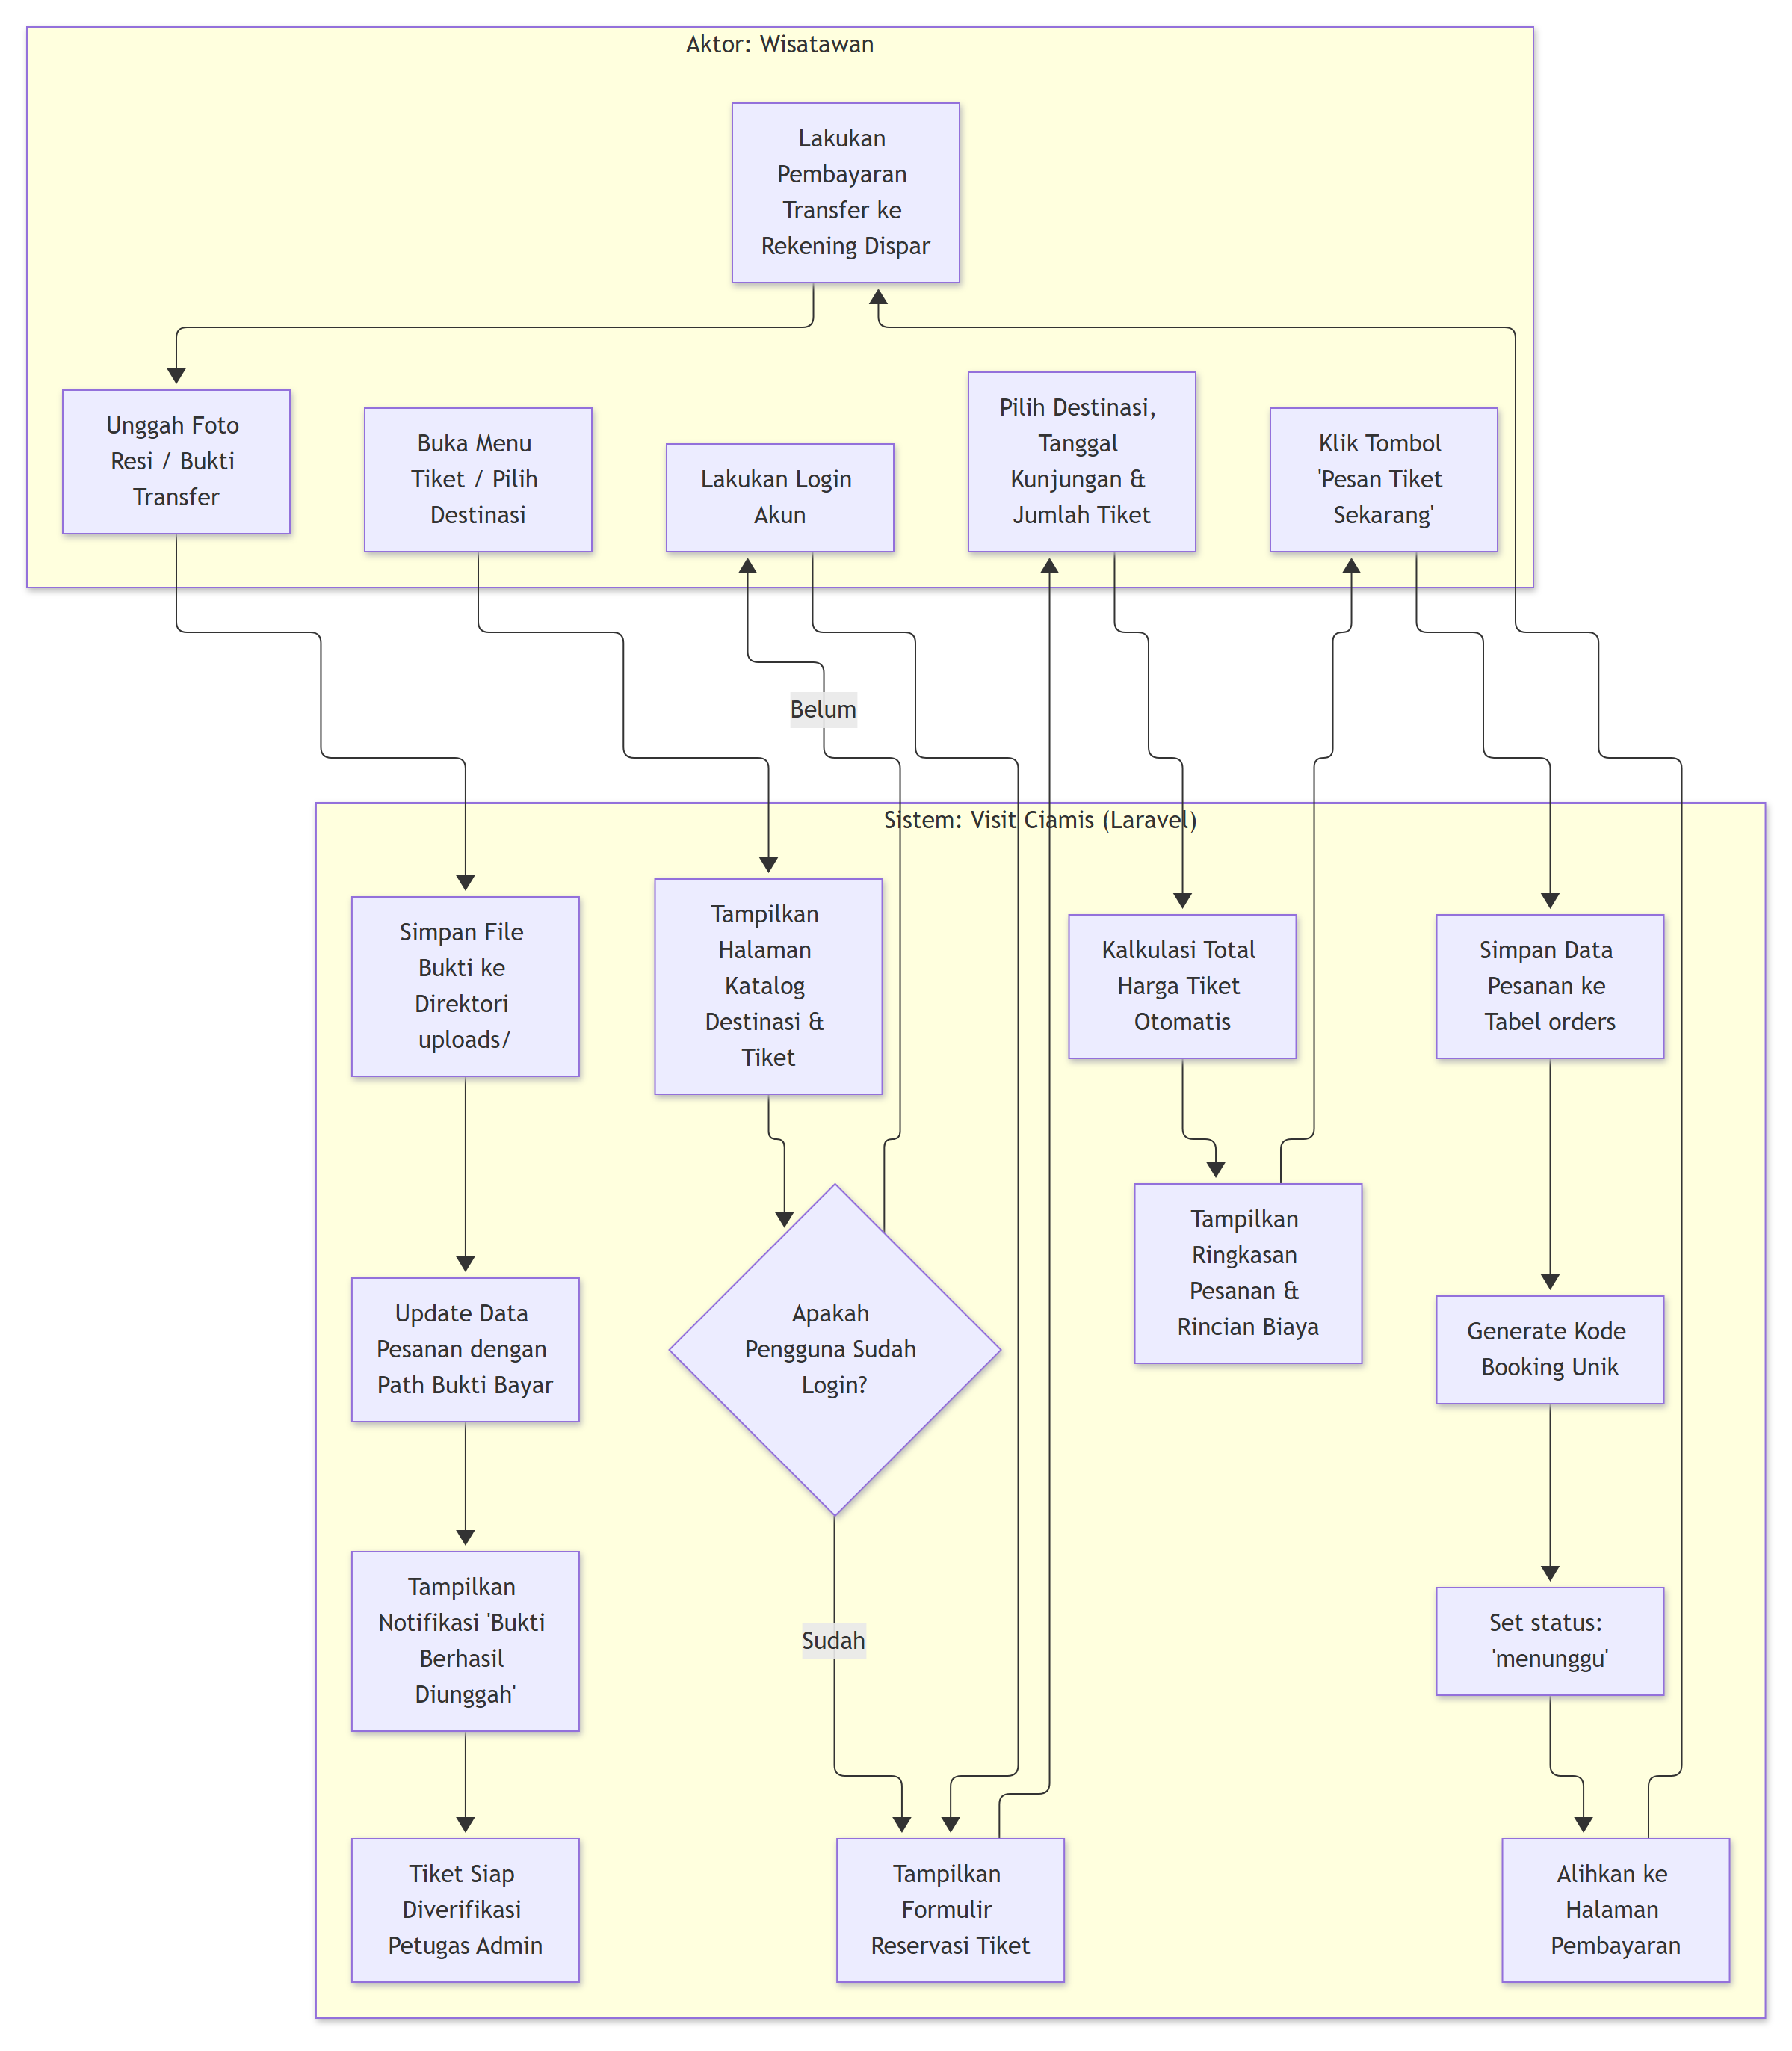 Aktor: Wisatawan
Lakukan
Pembayaran
Transfer ke
Rekening Dispar
Unggah Foto
Resi / Bukti
Transfer
Buka Menu
Tiket / Pilih
Destinasi
Lakukan Login
Akun
Pilih Destinasi,
Tanggal
Kunjungan &
Jumlah Tiket
Klik Tombol
'Pesan Tiket
Sekarang'
Belum
Sistem: Visit Ciamis (Laravel)
Simpan File
Bukti ke
Direktori
uploads/
Tampilkan
Halaman
Katalog
Destinasi &
Tiket
Kalkulasi Total
Harga Tiket
Otomatis
Simpan Data
Pesanan ke
Tabel orders
Update Data
Pesanan dengan
Path Bukti Bayar
Apakah
Pengguna Sudah
Login?
Tampilkan
Ringkasan
Pesanan &
Rincian Biaya
Generate Kode
Booking Unik
Tampilkan
Notifikasi 'Bukti
Berhasil
Diunggah'
Sudah
Set status:
'menunggu'
Tiket Siap
Diverifikasi
Petugas Admin
Tampilkan
Formulir
Reservasi Tiket
Alihkan ke
Halaman
Pembayaran